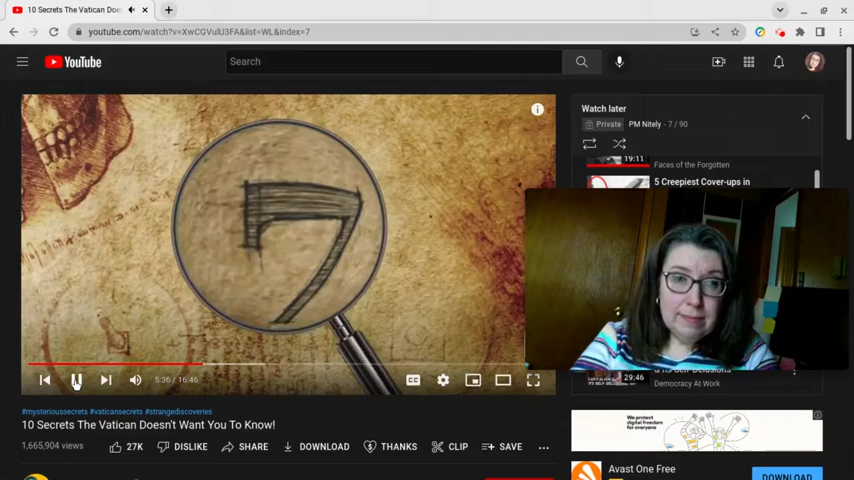 10 Secrets The Vatican Does
youtube.com/watch?v=XwCGVulU3FA&list=WL&index=7
YouTube
Search
Watch later
Private PM Nitely - 7 / 90
19:11
Faces of the Forgotten
5 Creepiest Cover-ups in
7
5:36 / 16:46
CC
29:46
& Its Self-Delusions
Democracy At Work
#mysterioussecrets #vaticansecrets #strangediscoveries
10 Secrets The Vatican Doesn't Want You To Know!
1,665,904 views
27K
DISLIKE
SHARE
DOWNLOAD
THANKS
CLIP
SAVE
We protect
digital freedom
for everyone
Avast One Free
DOWNLOAD